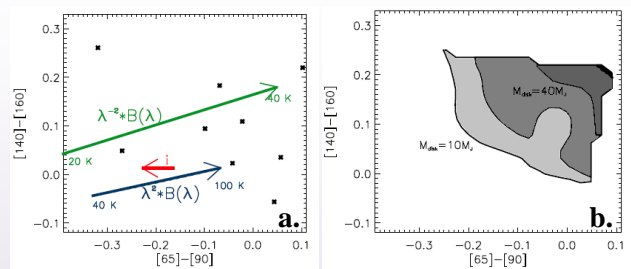 0.3
0.2
0.1
0.0
-0.1
[140]-[160]
λ⁻²*B(λ)
40 K
20 K
i
λ²*B(λ)
100 K
40 K
a.
-0.3 -0.2 -0.1 0.0 0.1
[65]-[90]
b.
0.3
0.2
0.1
0.0
-0.1
[140]-[160]
M_disk=40M_J
M_disk=10M_J
-0.3 -0.2 -0.1 0.0 0.1
[65]-[90]